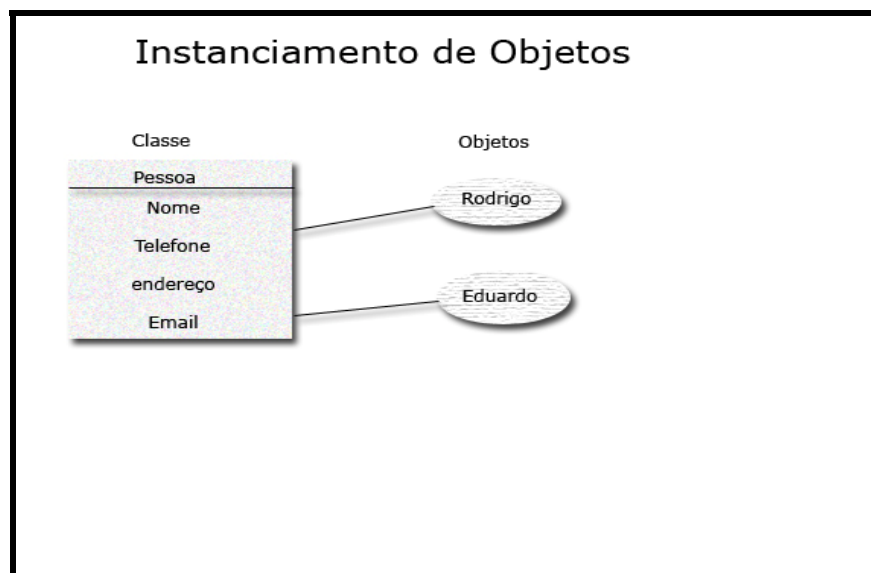 Instanciamento de Objetos
Classe
Objetos
Pessoa
Nome
Telefone
endereço
Email
Rodrigo
Eduardo